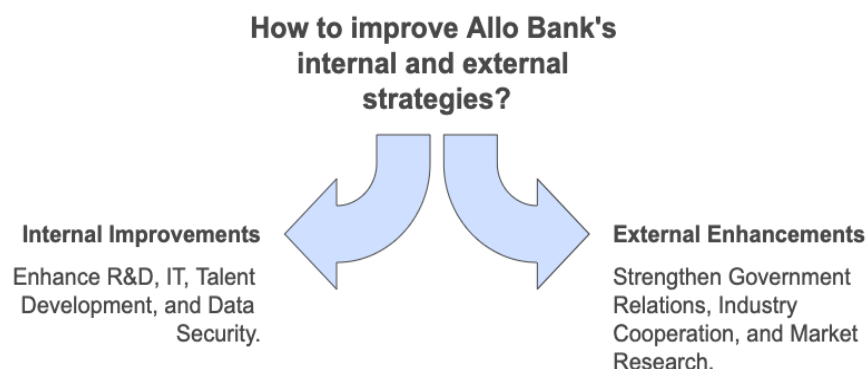 How to improve Allo Bank's
internal and external
strategies?
Internal Improvements
Enhance R&D, IT, Talent
Development, and Data
Security.
External Enhancements
Strengthen Government
Relations, Industry
Cooperation, and Market
Research.